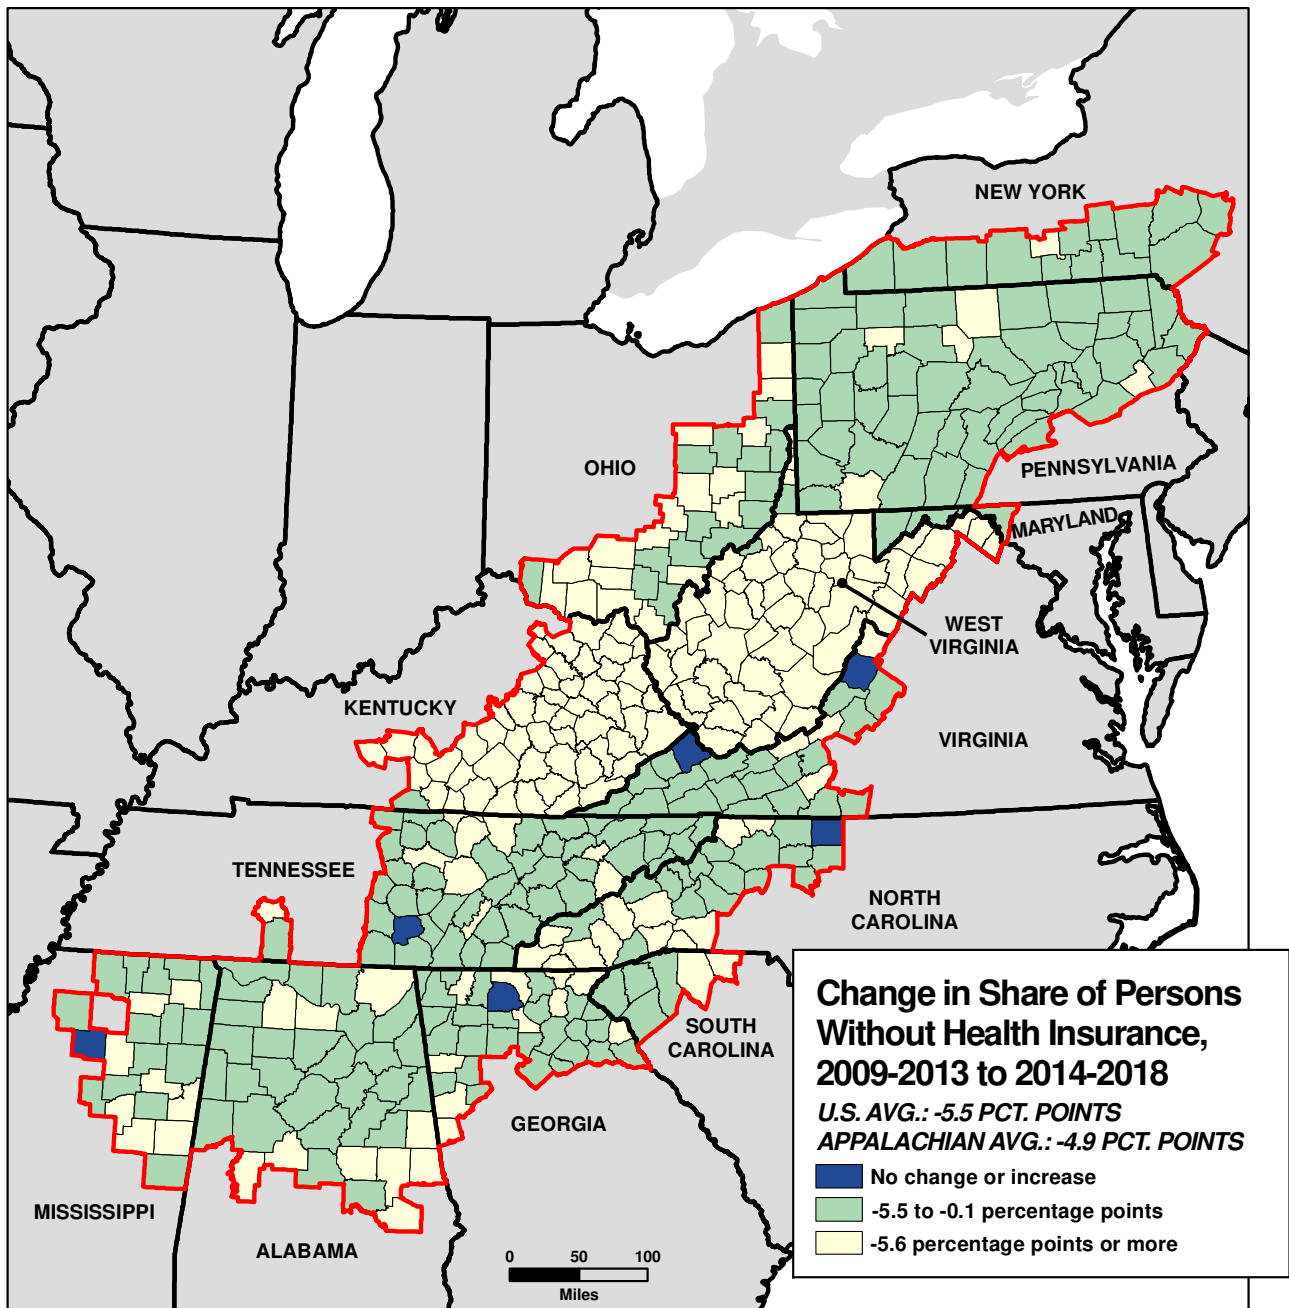 NEW YORK
OHIO
PENNSYLVANIA
MARYLAND
WEST
VIRGINIA
KENTUCKY
VIRGINIA
TENNESSEE
NORTH
CAROLINA
SOUTH
CAROLINA
GEORGIA
MISSISSIPPI
ALABAMA
Change in Share of Persons
Without Health Insurance,
2009-2013 to 2014-2018
U.S. AVG.: -5.5 PCT. POINTS
APPALACHIAN AVG.: -4.9 PCT. POINTS
No change or increase
-5.5 to -0.1 percentage points
-5.6 percentage points or more
0 50 100
Miles